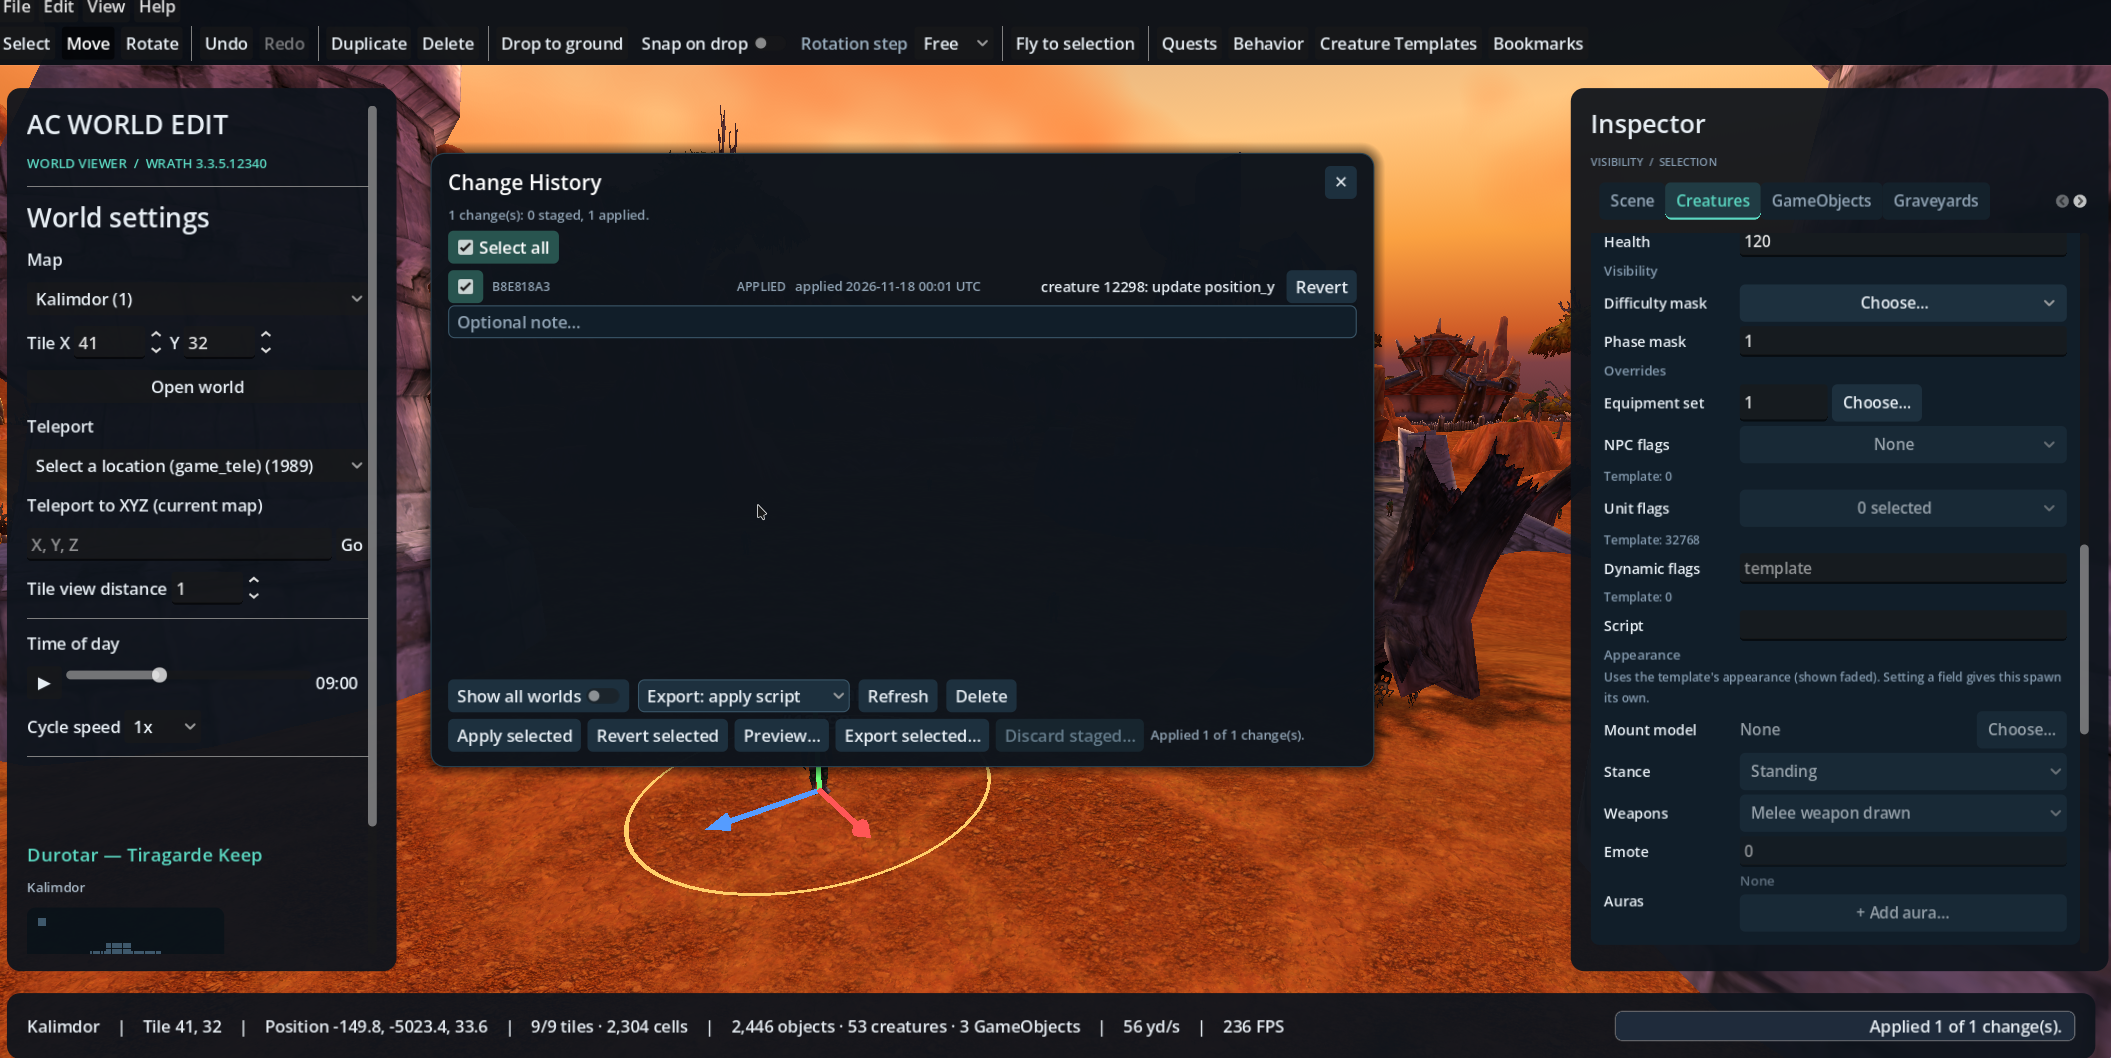 File Edit View Help
Select Move Rotate Undo Redo Duplicate Delete Drop to ground Snap on drop Rotation step Free Fly to selection Quests Behavior Creature Templates Bookmarks
AC WORLD EDIT
WORLD VIEWER / WRATH 3.3.5.12340
World settings
Map
Kalimdor (1)
Tile X 41 Y 32
Open world
Teleport
Select a location (game_tele) (1989)
Teleport to XYZ (current map)
X, Y, Z Go
Tile view distance 1
Time of day
09:00
Cycle speed 1x
Durotar — Tiragarde Keep
Kalimdor
Change History
1 change(s): 0 staged, 1 applied.
Select all
B8E818A3 APPLIED applied 2026-11-18 00:01 UTC creature 12298: update position_y Revert
Optional note...
Show all worlds Export: apply script Refresh Delete
Apply selected Revert selected Preview... Export selected... Discard staged... Applied 1 of 1 change(s).
Inspector
VISIBILITY / SELECTION
Scene Creatures GameObjects Graveyards
Health 120
Visibility
Difficulty mask Choose...
Phase mask 1
Overrides
Equipment set 1 Choose...
NPC flags None
Template: 0
Unit flags 0 selected
Template: 32768
Dynamic flags template
Template: 0
Script
Appearance
Uses the template's appearance (shown faded). Setting a field gives this spawn
its own.
Mount model None Choose...
Stance Standing
Weapons Melee weapon drawn
Emote 0
None
Auras
+ Add aura...
Kalimdor | Tile 41, 32 | Position -149.8, -5023.4, 33.6 | 9/9 tiles · 2,304 cells | 2,446 objects · 53 creatures · 3 GameObjects | 56 yd/s | 236 FPS
Applied 1 of 1 change(s).